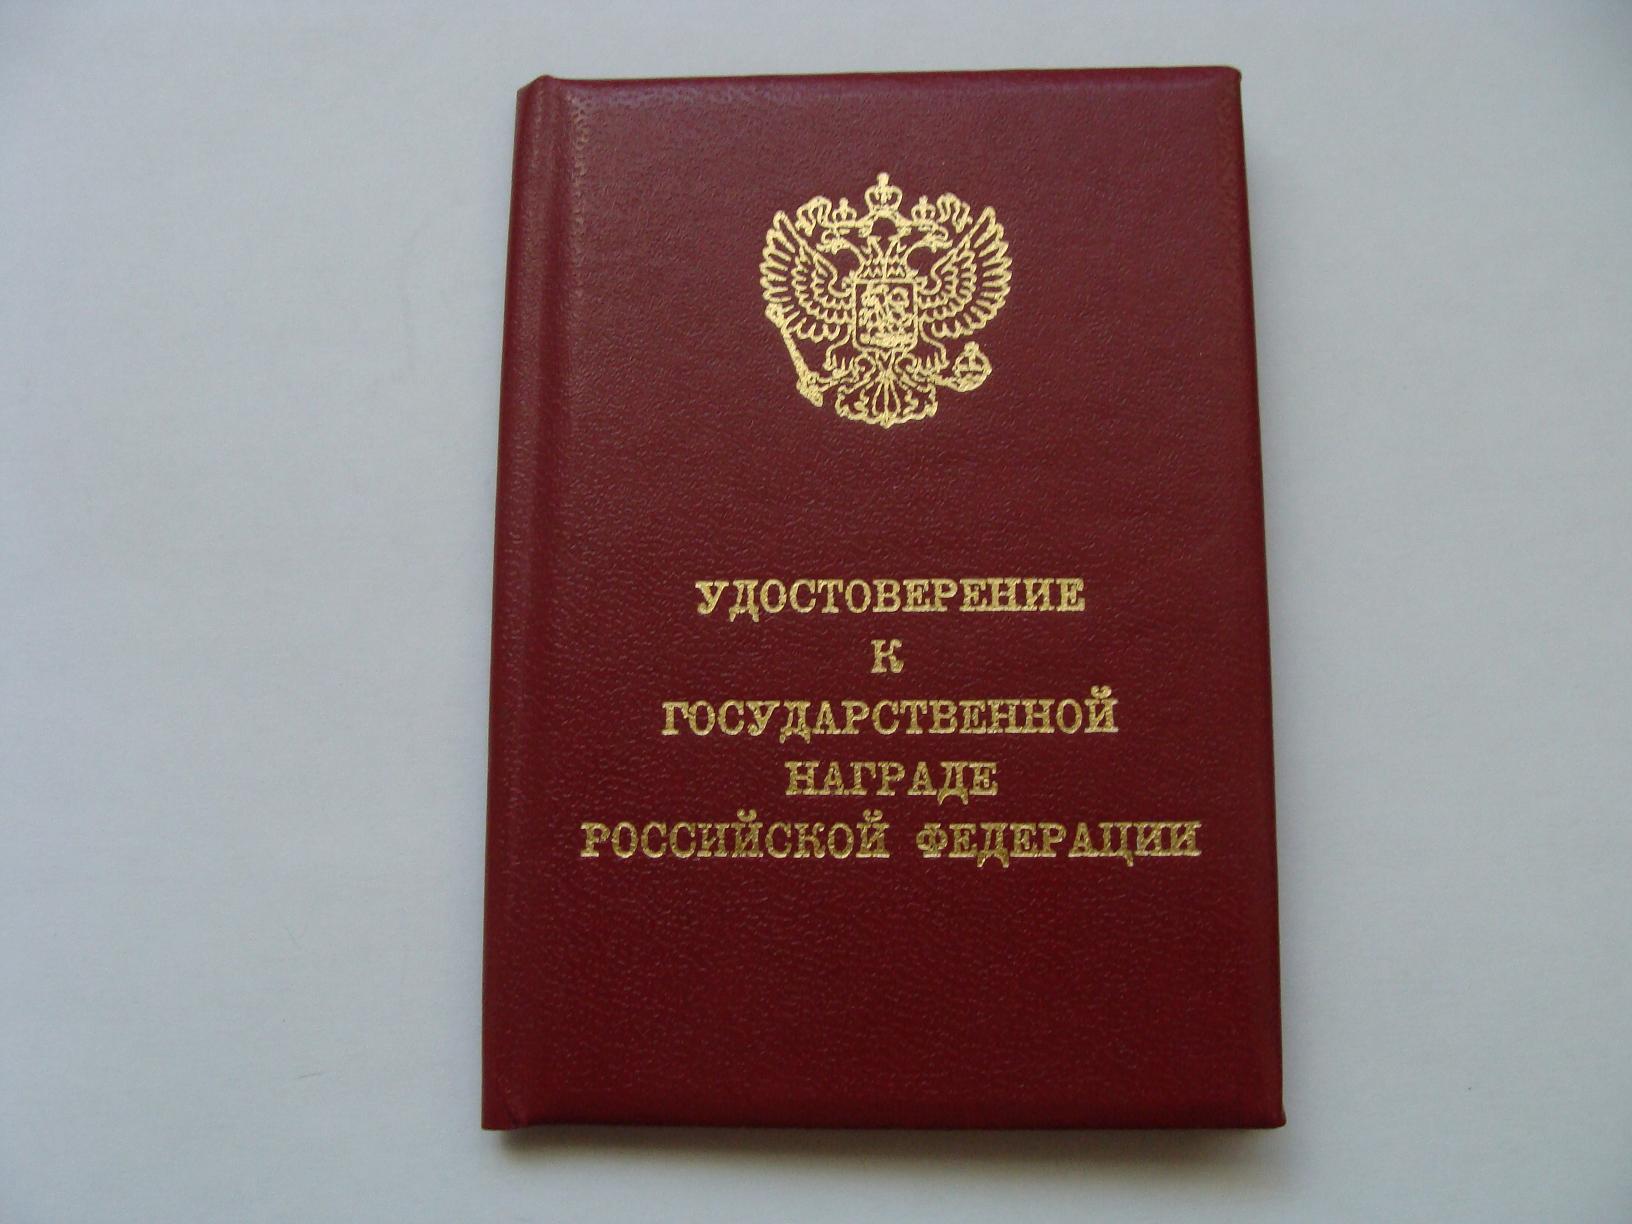 УДОСТОВЕРЕНИЕ
К
ГОСУДАРСТВЕННОЙ
НАГРАДЕ
РОССИЙСКОЙ ФЕДЕРАЦИИ